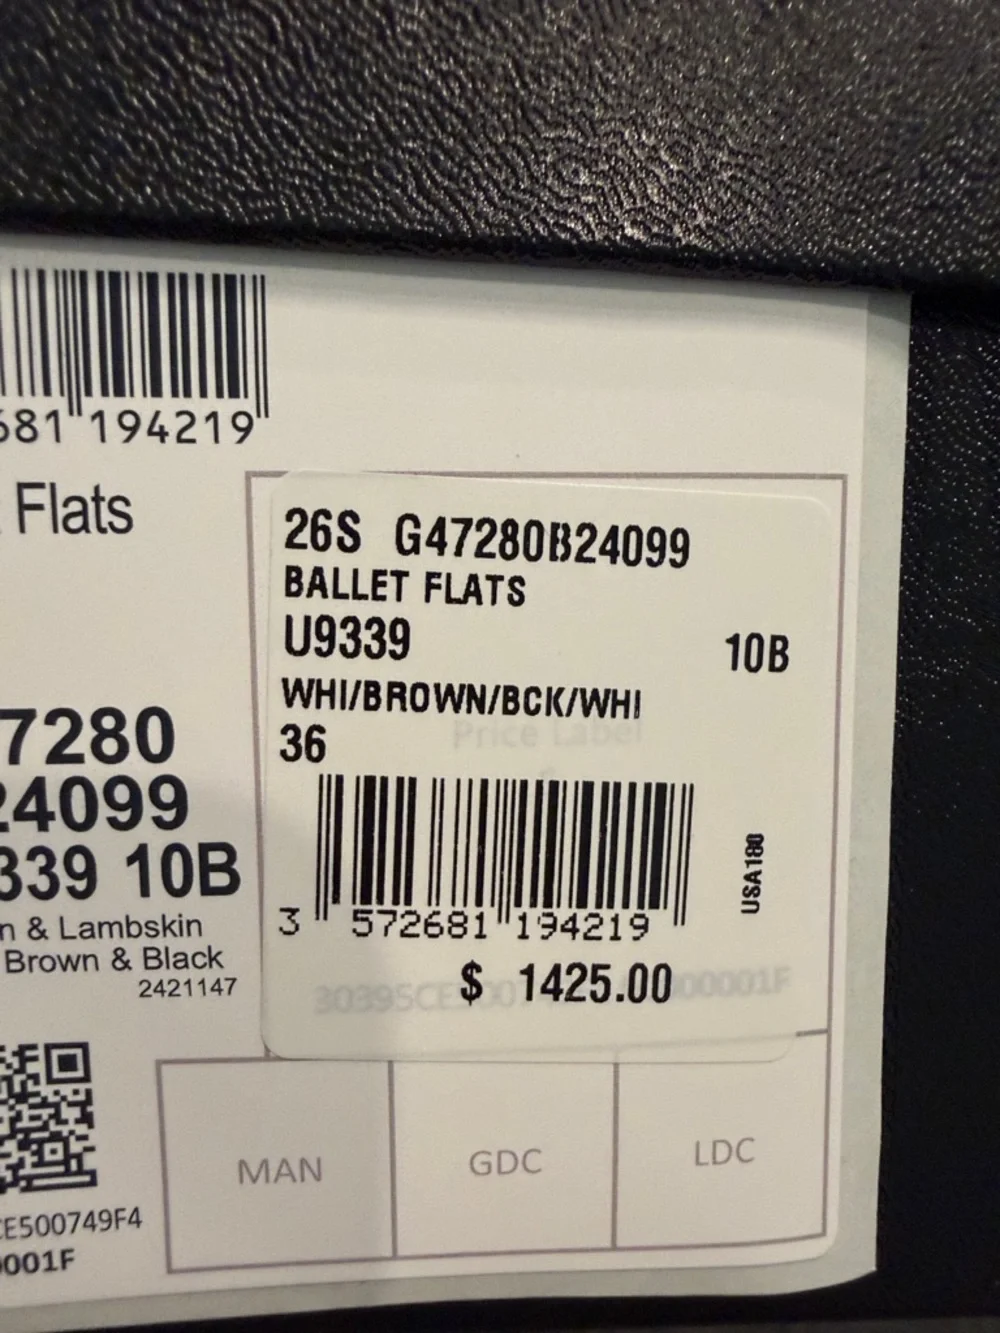 681 194219
Flats
26S G47280B24099
BALLET FLATS
U9339 10B
WHI/BROWN/BCK/WHI
36
Price Label
3 572681 194219
USA180
$ 1425.00
7280
24099
339 10B
n & Lambskin
Brown & Black
2421147
CE500749F4
0001F
MAN GDC LDC